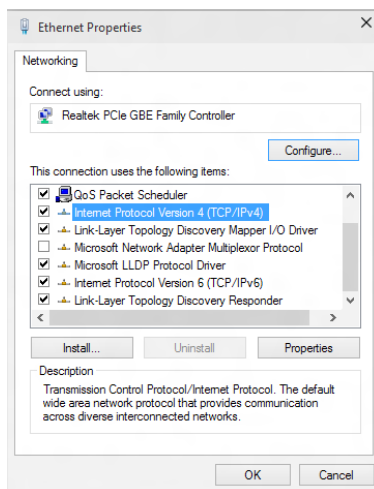 Ethernet Properties
Networking
Connect using:
Realtek PCIe GBE Family Controller
Configure...
This connection uses the following items:
QoS Packet Scheduler
Internet Protocol Version 4 (TCP/IPv4)
Link-Layer Topology Discovery Mapper I/O Driver
Microsoft Network Adapter Multiplexor Protocol
Microsoft LLDP Protocol Driver
Internet Protocol Version 6 (TCP/IPv6)
Link-Layer Topology Discovery Responder
Install... Uninstall Properties
Description
Transmission Control Protocol/Internet Protocol. The default
wide area network protocol that provides communication
across diverse interconnected networks.
OK Cancel